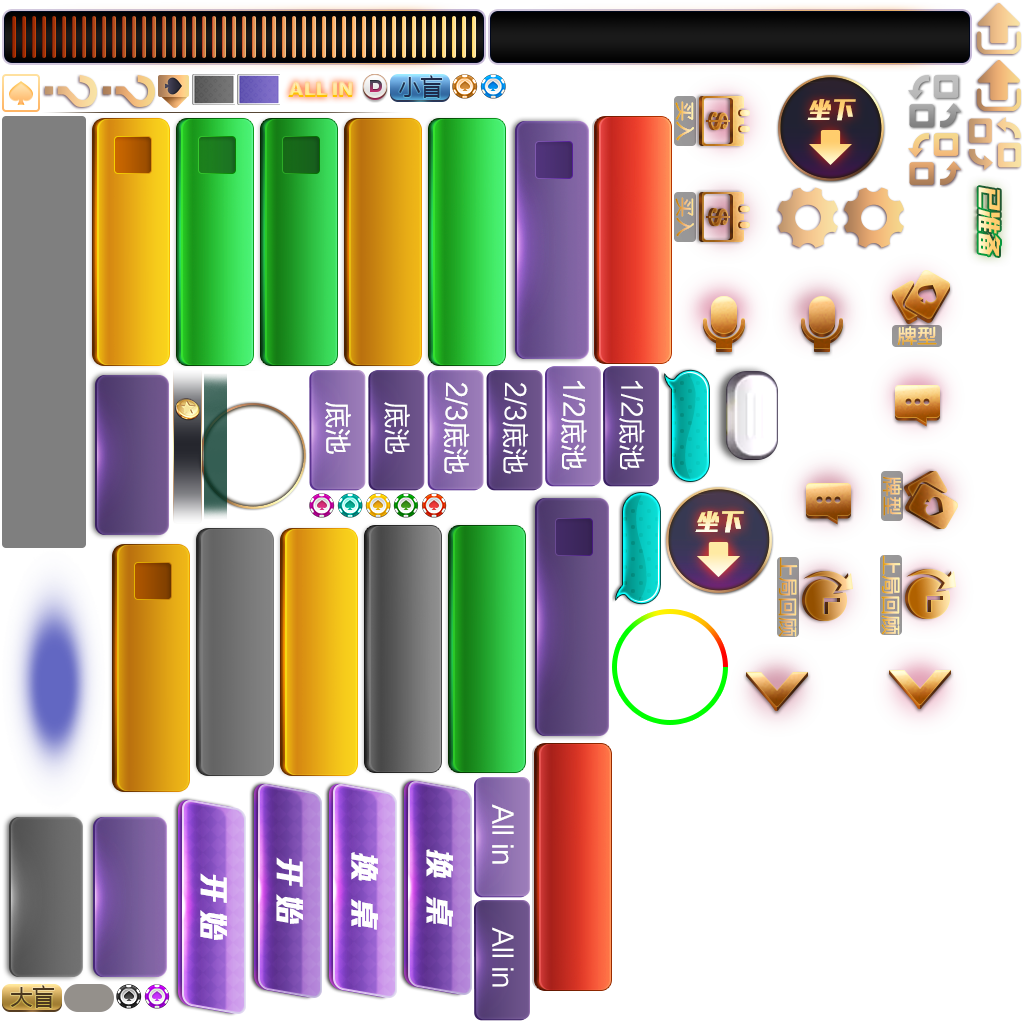 ALL IN
D
小盲
买入
坐下
买入
已准备
牌型
底池
底池
2/3底池
2/3底池
1/2底池
1/2底池
坐下
牌型
上局回顾
上局回顾
开始
开始
换桌
换桌
All in
All in
大盲